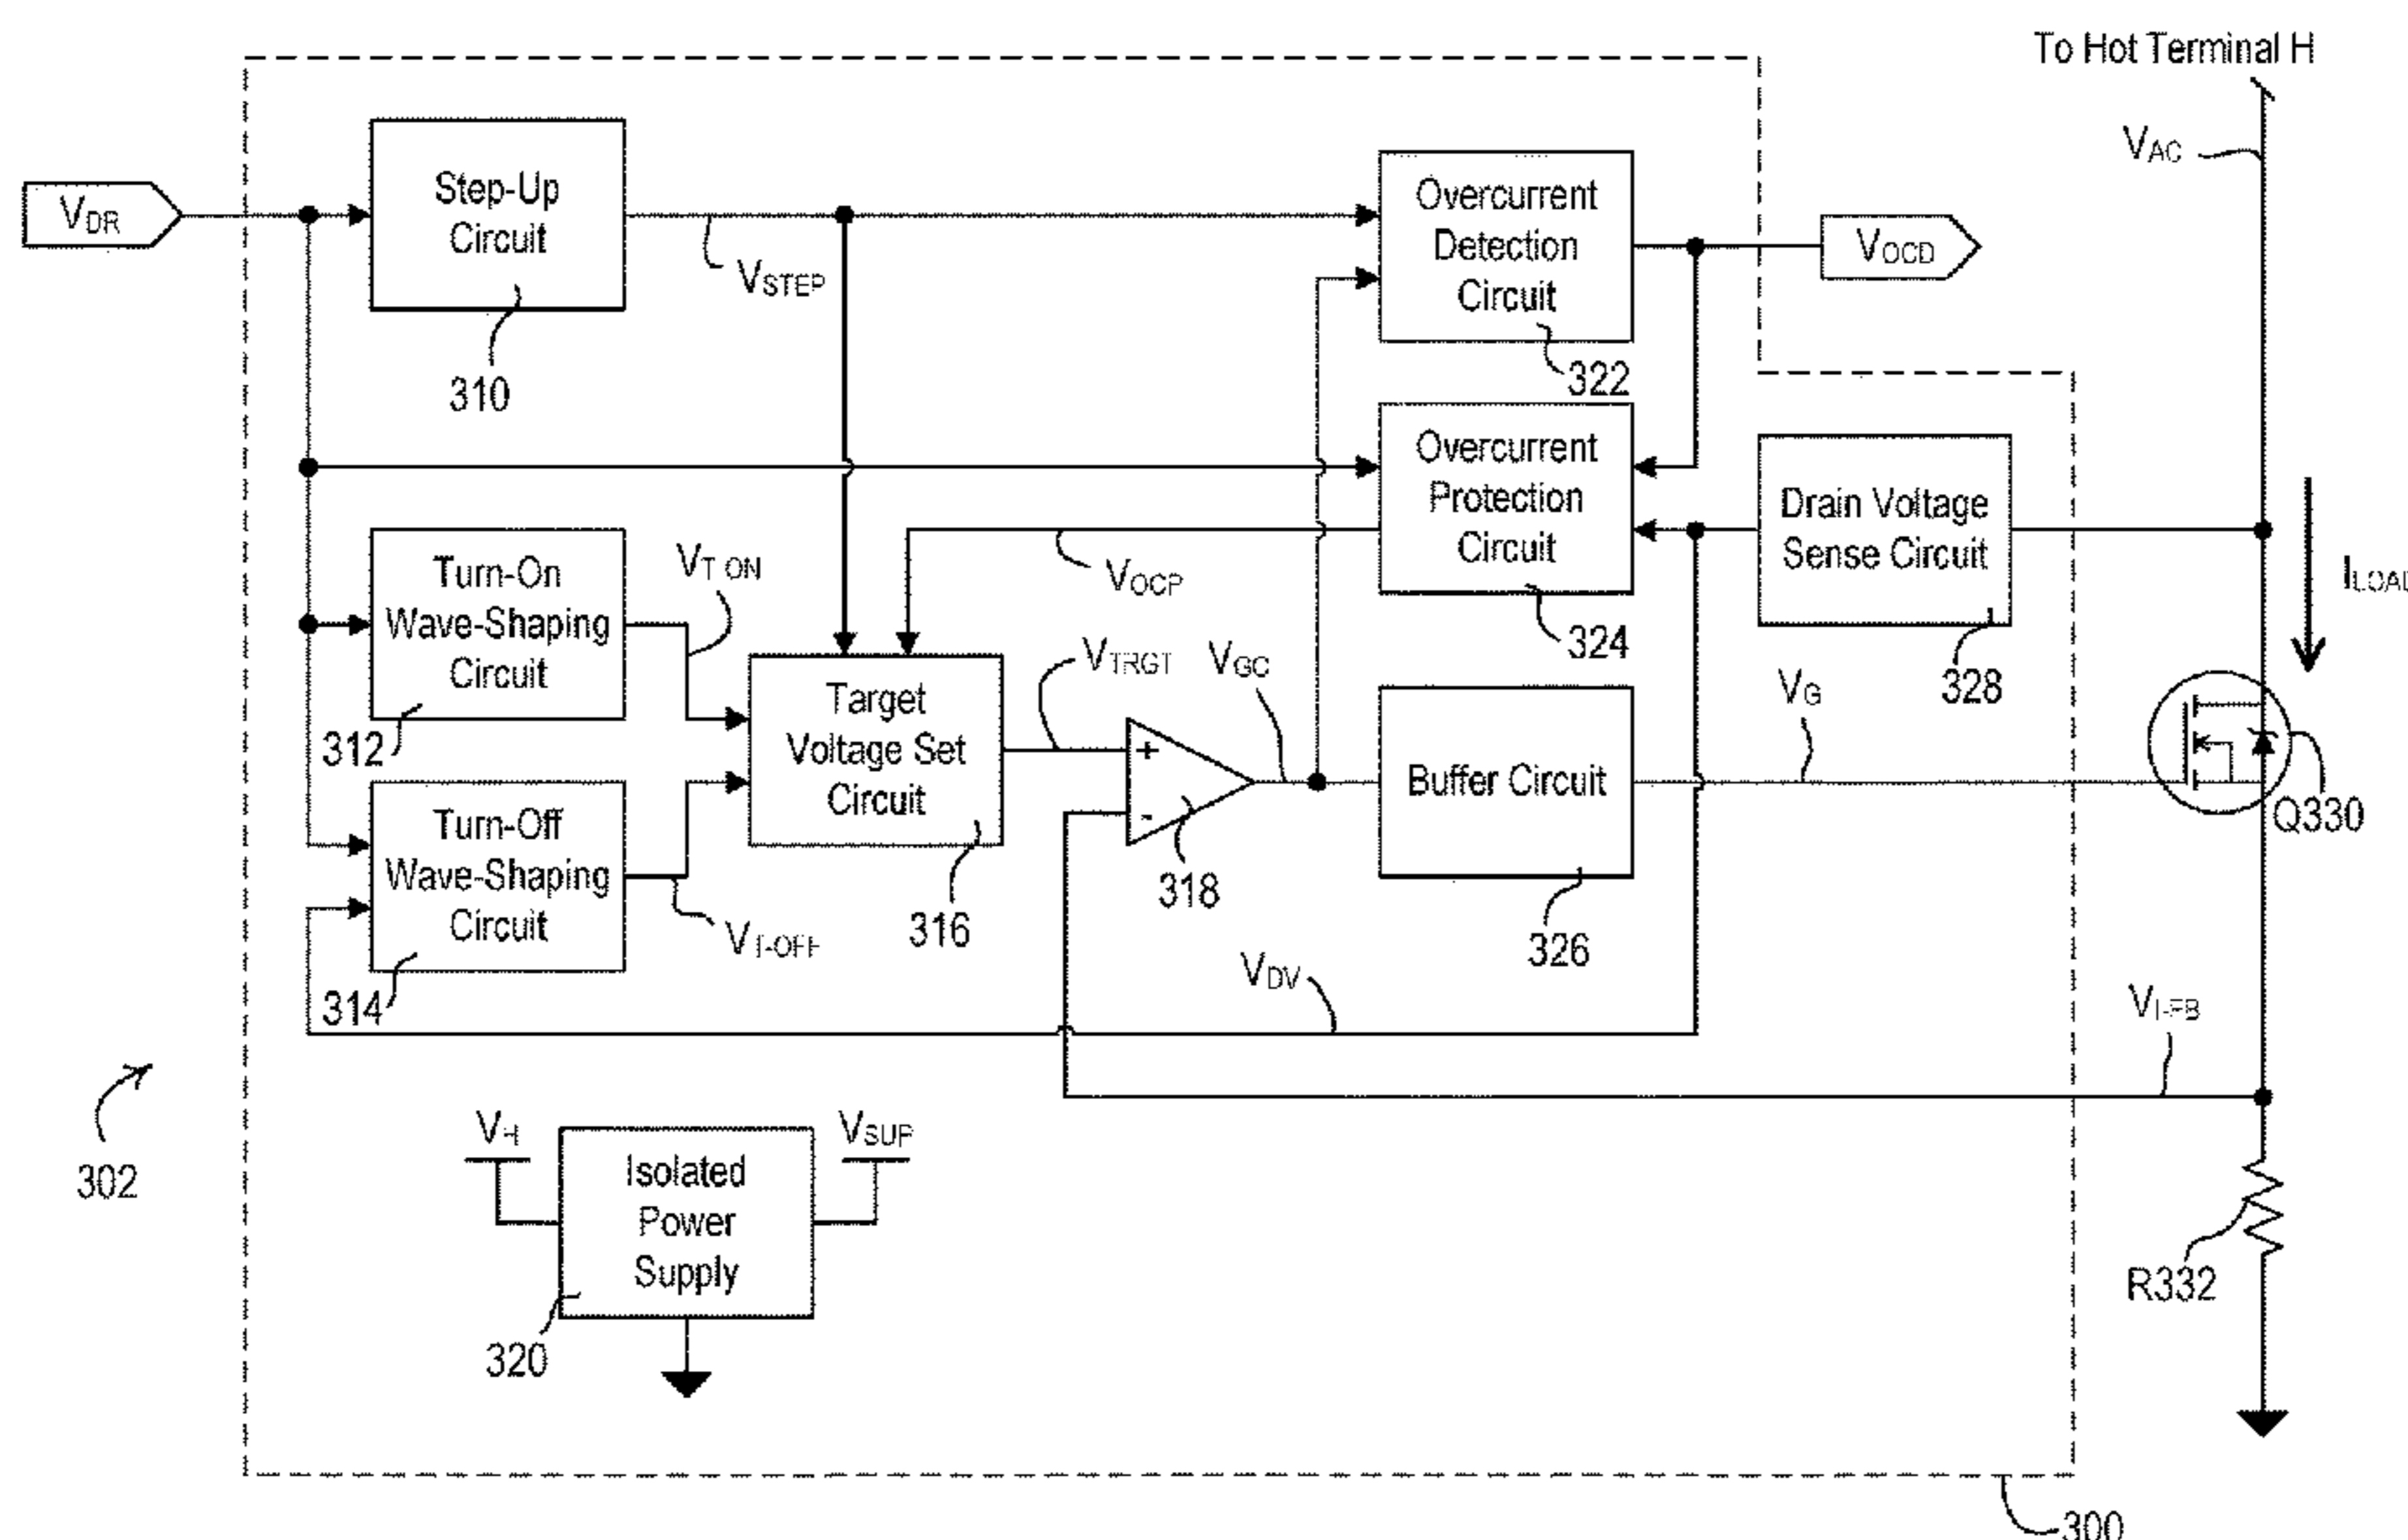 To Hot Terminal H
VAC
VDR
Step-Up
Circuit
310
VSTEP
Overcurrent
Detection
Circuit
322
VOCD
Overcurrent
Protection
Circuit
324
VOCP
Drain Voltage
Sense Circuit
328
ILOAD
Turn-On
Wave-Shaping
Circuit
312
VT ON
Target
Voltage Set
Circuit
316
VTRGT
VGC
+
-
318
Buffer Circuit
326
VG
Q330
Turn-Off
Wave-Shaping
Circuit
314
VT-OFF
VDV
VI-FB
302
VH
Isolated
Power
Supply
320
VSUP
R332
300